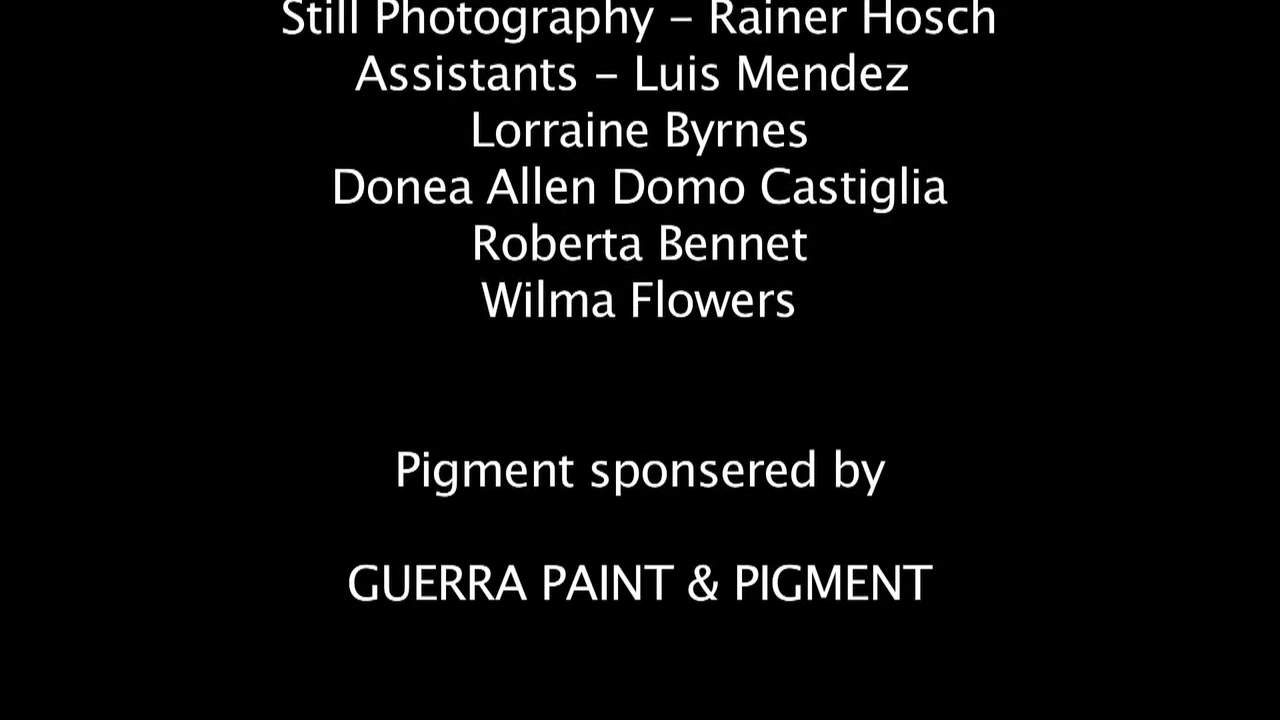 Still Photography – Rainer Hosch
Assistants – Luis Mendez
Lorraine Byrnes
Donea Allen Domo Castiglia
Roberta Bennet
Wilma Flowers
Pigment sponsered by
GUERRA PAINT & PIGMENT